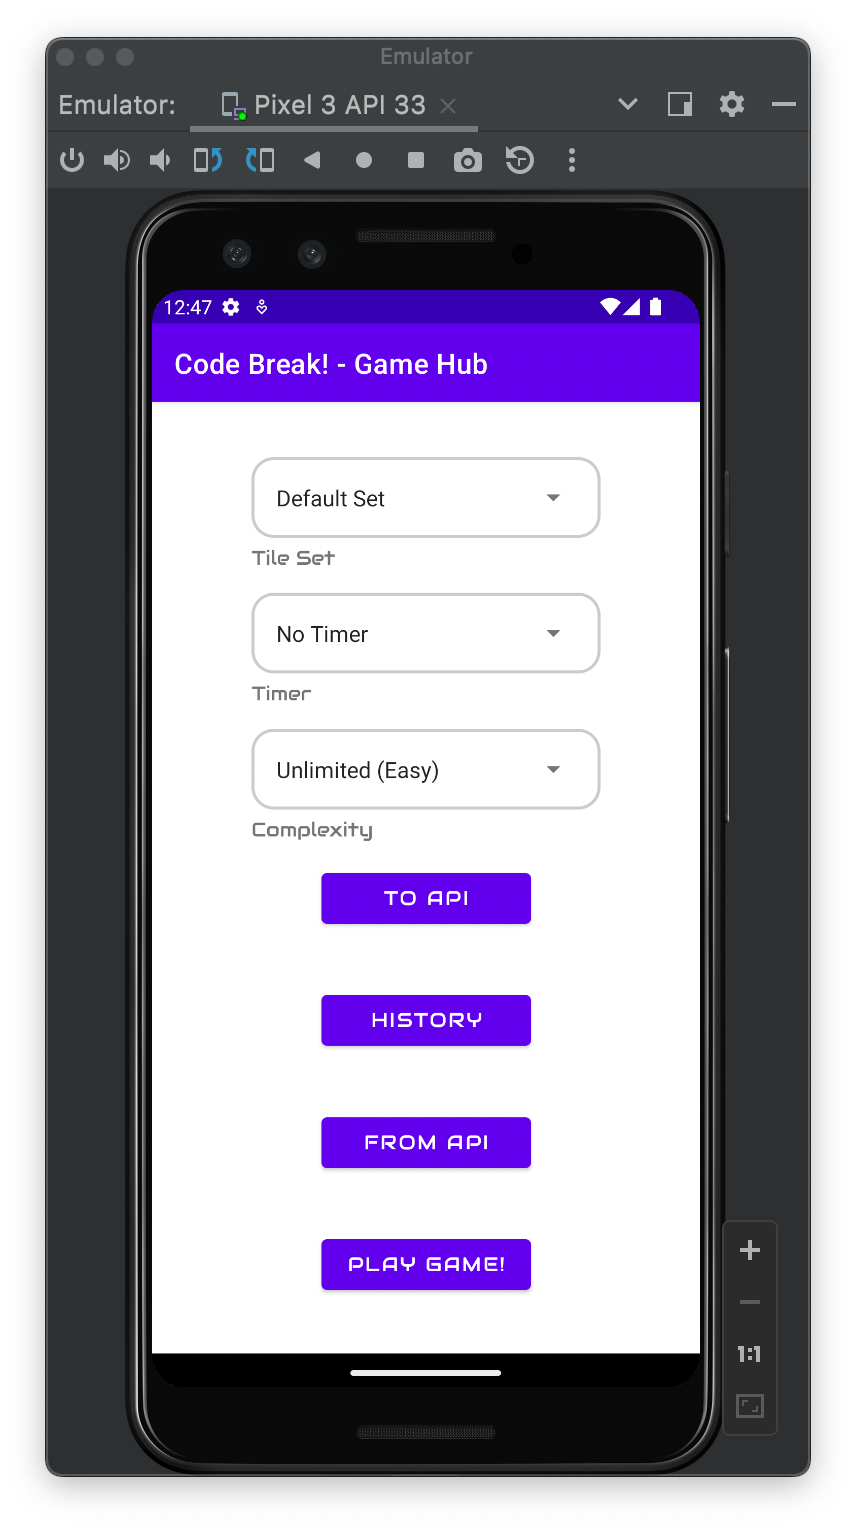 Emulator
Emulator: Pixel 3 API 33
12:47
Code Break! - Game Hub
Default Set
Tile Set
No Timer
Timer
Unlimited (Easy)
Complexity
TO API
HISTORY
FROM API
PLAY GAME!
1:1